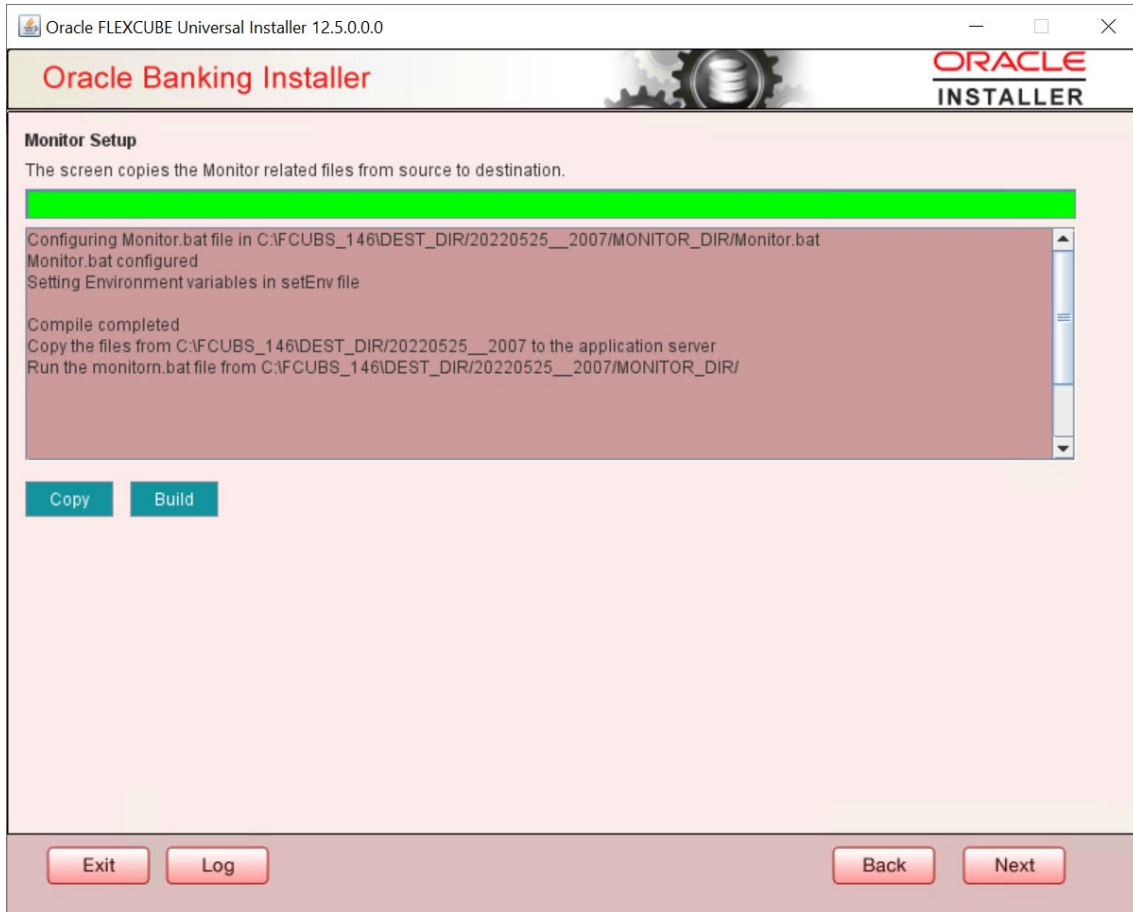 Oracle FLEXCUBE Universal Installer 12.5.0.0.0
Oracle Banking Installer
ORACLE
INSTALLER
Monitor Setup
The screen copies the Monitor related files from source to destination.
Configuring Monitor.bat file in C:\FCUBS_146\DEST_DIR/20220525__2007/MONITOR_DIR/Monitor.bat
Monitor.bat configured
Setting Environment variables in setEnv file
Compile completed
Copy the files from C:\FCUBS_146\DEST_DIR/20220525__2007 to the application server
Run the monitorn.bat file from C:\FCUBS_146\DEST_DIR/20220525__2007/MONITOR_DIR/
Copy Build
Exit Log Back Next